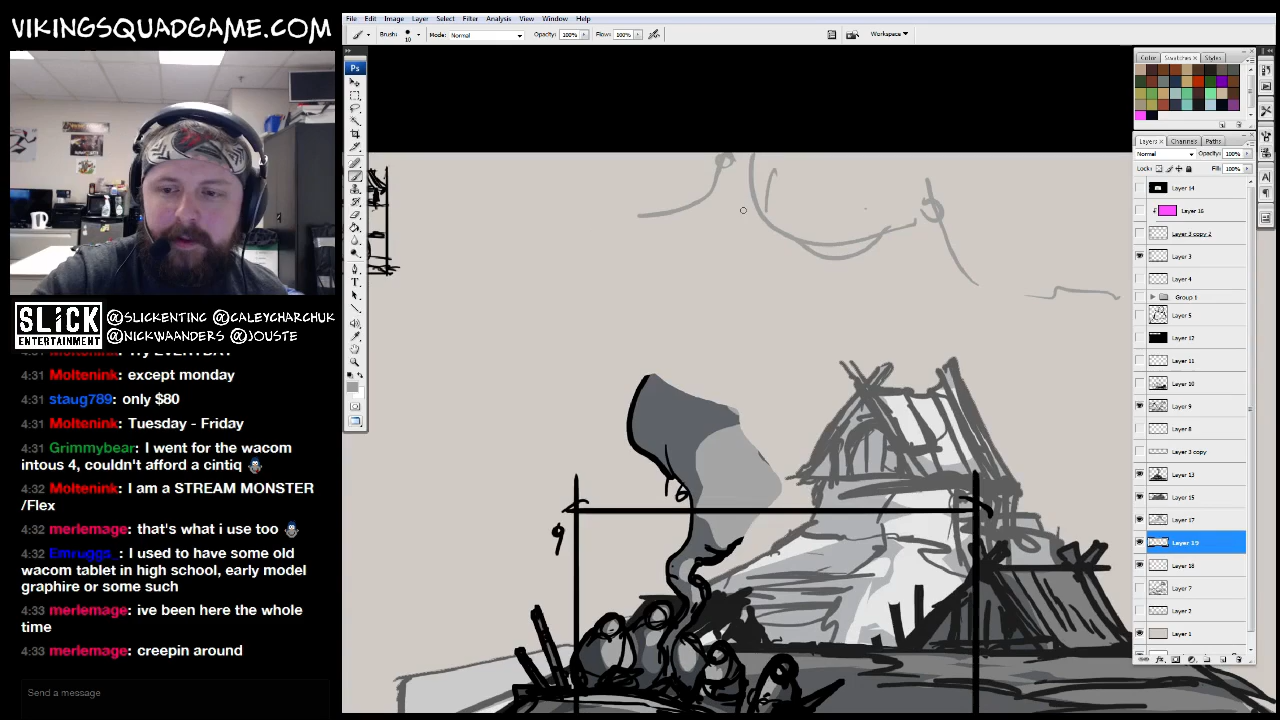 VIKINGSQUADGAME.COM
SLICK
ENTERTAINMENT
@SLICKENTINC @CALEYCHARCHUK
@NICKWAANDERS @JOUSTE
4:31 Moltenink: except monday
4:31 staug789: only $80
4:31 Moltenink: Tuesday - Friday
4:31 Grimmybear: I went for the wacom
intous 4, couldn't afford a cintiq
4:32 Moltenink: I am a STREAM MONSTER
/Flex
4:32 merlemage: that's what i use too
4:32 Emruggs_: I used to have some old
wacom tablet in high school, early model
graphire or some such
4:33 merlemage: ive been here the whole
time
4:33 merlemage: creepin around
Send a message
File Edit Image Layer Select Filter Analysis View Window Help
Brush: 10 Mode: Normal Opacity: 100% Flow: 100% Workspace
Ps
9
Color Swatches Styles
Layers Channels Paths
Normal Opacity: 100%
Lock: Fill: 100%
Layer 14
Layer 16
Layer 3 copy 2
Layer 3
Layer 4
Group 1
Layer 5
Layer 12
Layer 11
Layer 10
Layer 9
Layer 8
Layer 3 copy
Layer 13
Layer 15
Layer 17
Layer 19
Layer 18
Layer 7
Layer 2
Layer 1